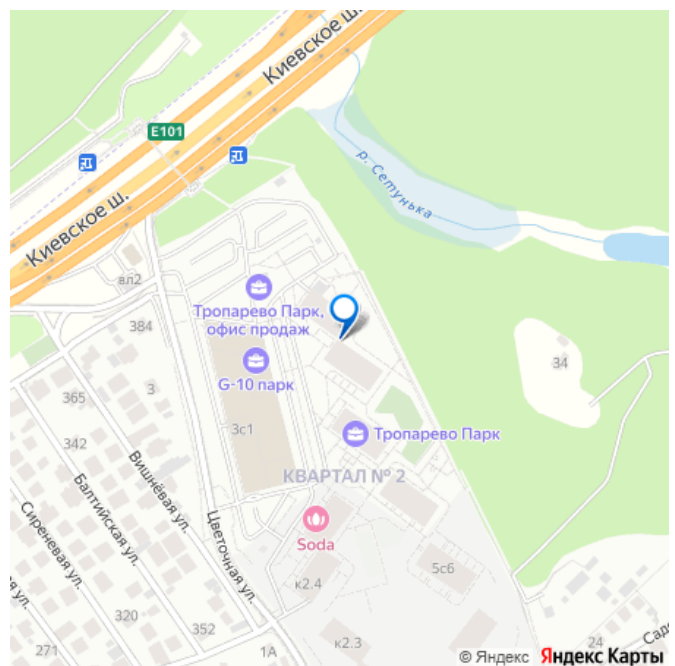 Киевское ш.
E101
р. Сетунька
Киевское ш.
вл2
Тропарево Парк,
офис продаж
384
34
G-10 парк
365
3
3с1
342
Тропарево Парк
КВАРТАЛ № 2
Вишнёвая ул.
Балтийская ул.
Сиреневая ул.
Цветочная ул.
Soda
5с6
к2.4
320
352
271
1А
к2.3
24
Садо
ул.
© Яндекс Яндекс Карты